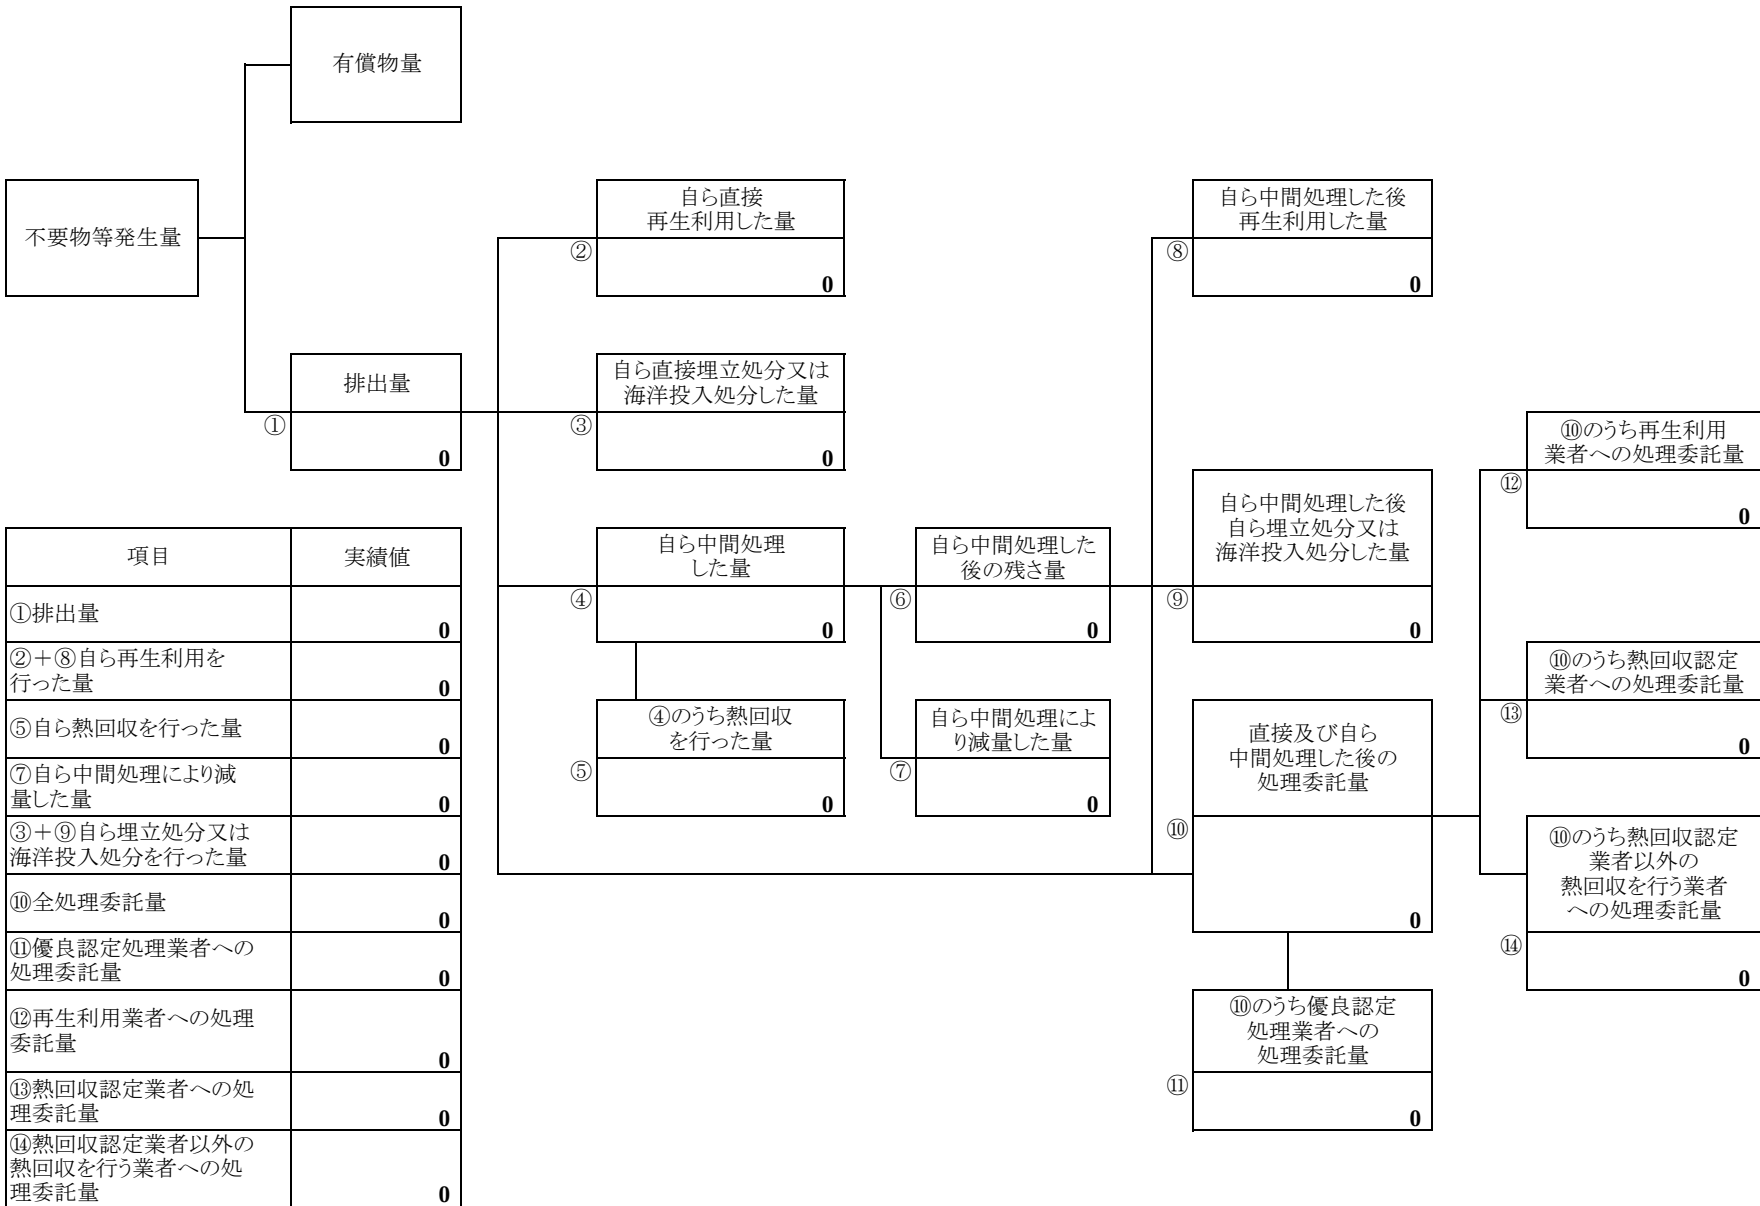 有償物量
不要物等発生量
排出量
①
0
自ら直接
再生利用した量
②
0
自ら直接埋立処分又は
海洋投入処分した量
③
0
自ら中間処理
した量
④
0
④のうち熱回収
を行った量
⑤
0
自ら中間処理した
後の残さ量
⑥
0
自ら中間処理によ
り減量した量
⑦
0
自ら中間処理した後
再生利用した量
⑧
0
自ら中間処理した後
自ら埋立処分又は
海洋投入処分した量
⑨
0
直接及び自ら
中間処理した後の
処理委託量
⑩
0
⑩のうち優良認定
処理業者への
処理委託量
⑪
0
⑩のうち再生利用
業者への処理委託量
⑫
0
⑩のうち熱回収認定
業者への処理委託量
⑬
0
⑩のうち熱回収認定
業者以外の
熱回収を行う業者
への処理委託量
⑭
0
項目 実績値
①排出量
0
②+⑧自ら再生利用を
行った量
0
⑤自ら熱回収を行った量
0
⑦自ら中間処理により減
量した量
0
③+⑨自ら埋立処分又は
海洋投入処分を行った量
0
⑩全処理委託量
0
⑪優良認定処理業者への
処理委託量
0
⑫再生利用業者への処理
委託量
0
⑬熱回収認定業者への処
理委託量
0
⑭熱回収認定業者以外の
熱回収を行う業者への処
理委託量
0